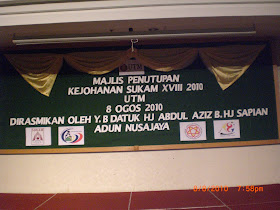 UTM
MAJLIS PENUTUPAN
KEJOHANAN SUKAM XVIII 2010
UTM
8 OGOS 2010
DIRASMIKAN OLEH Y.B DATUK HJ ABDUL AZIZ B. HJ SAPIAN
ADUN NUSAJAYA
8/8/2010 7:58pm